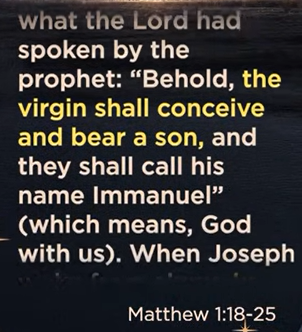 what the Lord had
spoken by the
prophet: “Behold, the
virgin shall conceive
and bear a son, and
they shall call his
name Immanuel”
(which means, God
with us). When Joseph
Matthew 1:18-25